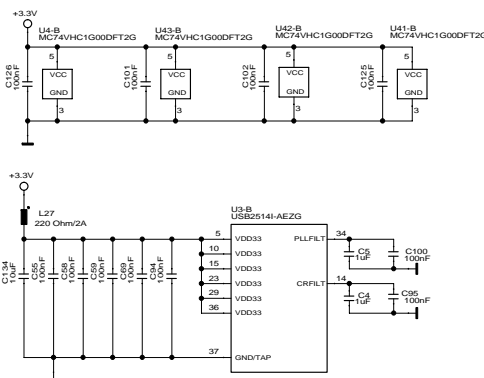 +3.3V
U4-B
MC74VHC1G00DFT2G
U43-B
MC74VHC1G00DFT2G
U42-B
MC74VHC1G00DFT2G
U41-B
MC74VHC1G00DFT2G
5
5
5
5
C126
100nF
VCC
GND
C101
100nF
VCC
GND
C102
100nF
VCC
GND
C125
100nF
VCC
GND
3
3
3
3
+3.3V
L27
220 Ohm/2A
U3-B
USB2514I-AEZG
C134
10uF
C55
100nF
C58
100nF
C59
100nF
C69
100nF
C94
100nF
5 VDD33
10 VDD33
15 VDD33
23 VDD33
29 VDD33
36 VDD33
37 GND/TAP
PLLFILT 34
C5
1uF
C100
100nF
CRFILT 14
C4
1uF
C95
100nF